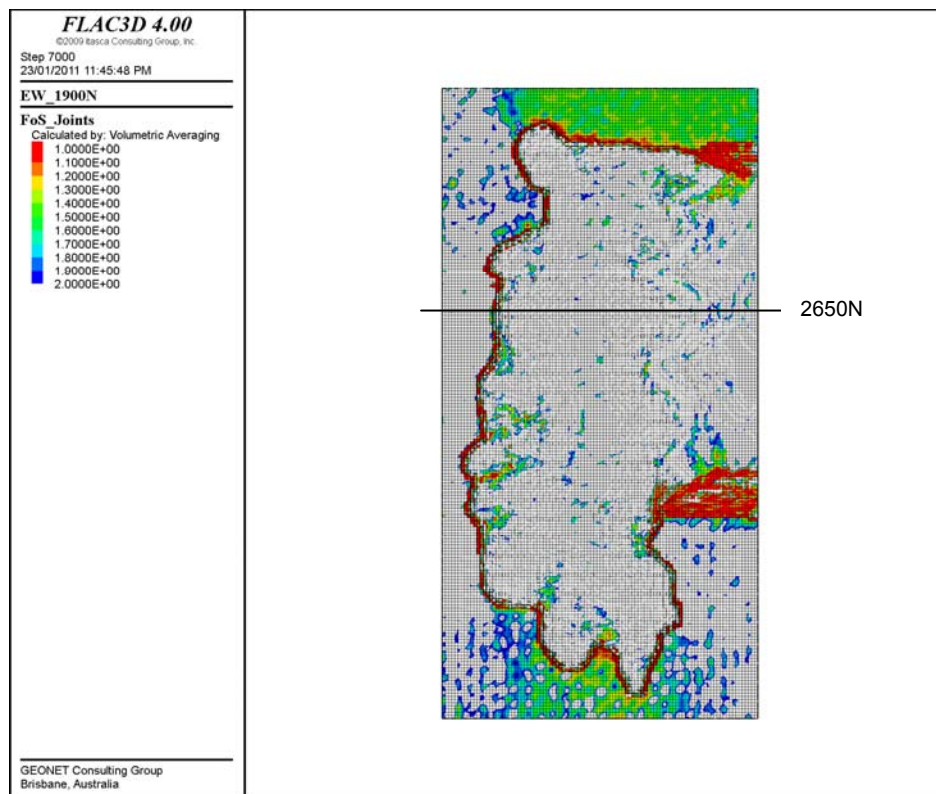 FLAC3D 4.00
©2009 Itasca Consulting Group, Inc.
Step 7000
23/01/2011 11:45:48 PM
EW_1900N
FoS_Joints
Calculated by: Volumetric Averaging
1.0000E+00
1.1000E+00
1.2000E+00
1.3000E+00
1.4000E+00
1.5000E+00
1.6000E+00
1.7000E+00
1.8000E+00
1.9000E+00
2.0000E+00
2650N
GEONET Consulting Group
Brisbane, Australia